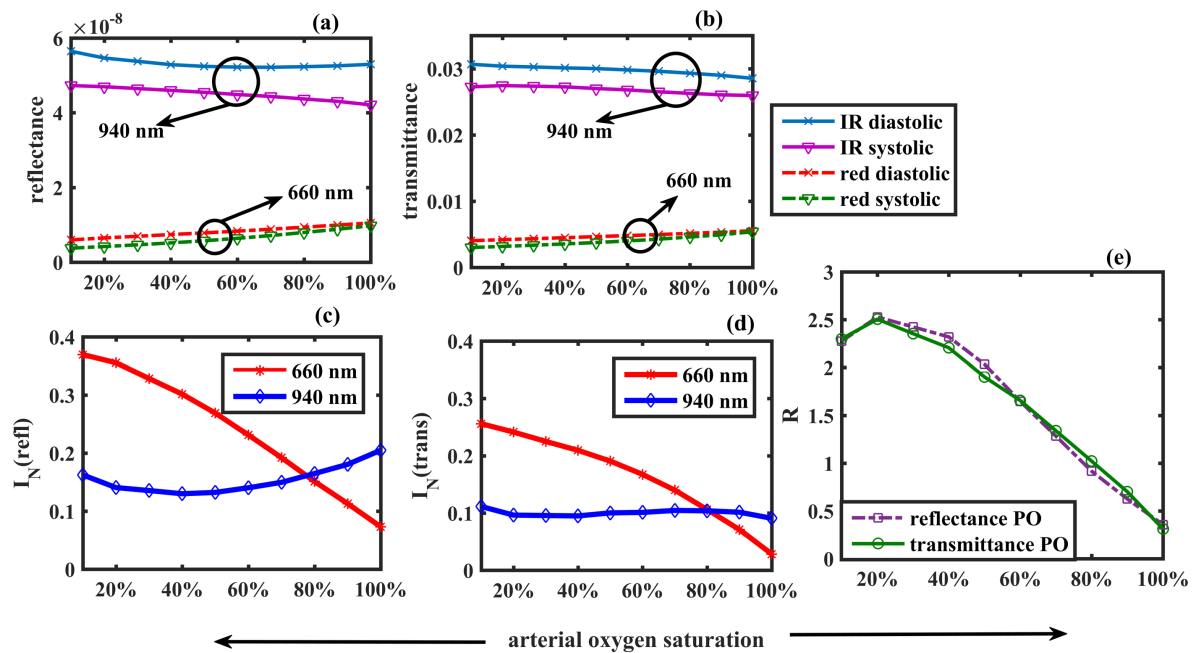 ×10-8
(a)
6
4
2
0
reflectance
940 nm
660 nm
20% 40% 60% 80% 100%
(b)
0.03
0.02
0.01
0
transmittance
940 nm
660 nm
20% 40% 60% 80% 100%
IR diastolic
IR systolic
red diastolic
red systolic
(c)
0.4
0.3
0.2
0.1
0
IN(refl)
660 nm
940 nm
20% 40% 60% 80% 100%
(d)
0.4
0.3
0.2
0.1
0
IN(trans)
660 nm
940 nm
20% 40% 60% 80% 100%
(e)
3
2.5
2
1.5
1
0.5
0
R
reflectance PO
transmittance PO
20% 40% 60% 80% 100%
arterial oxygen saturation